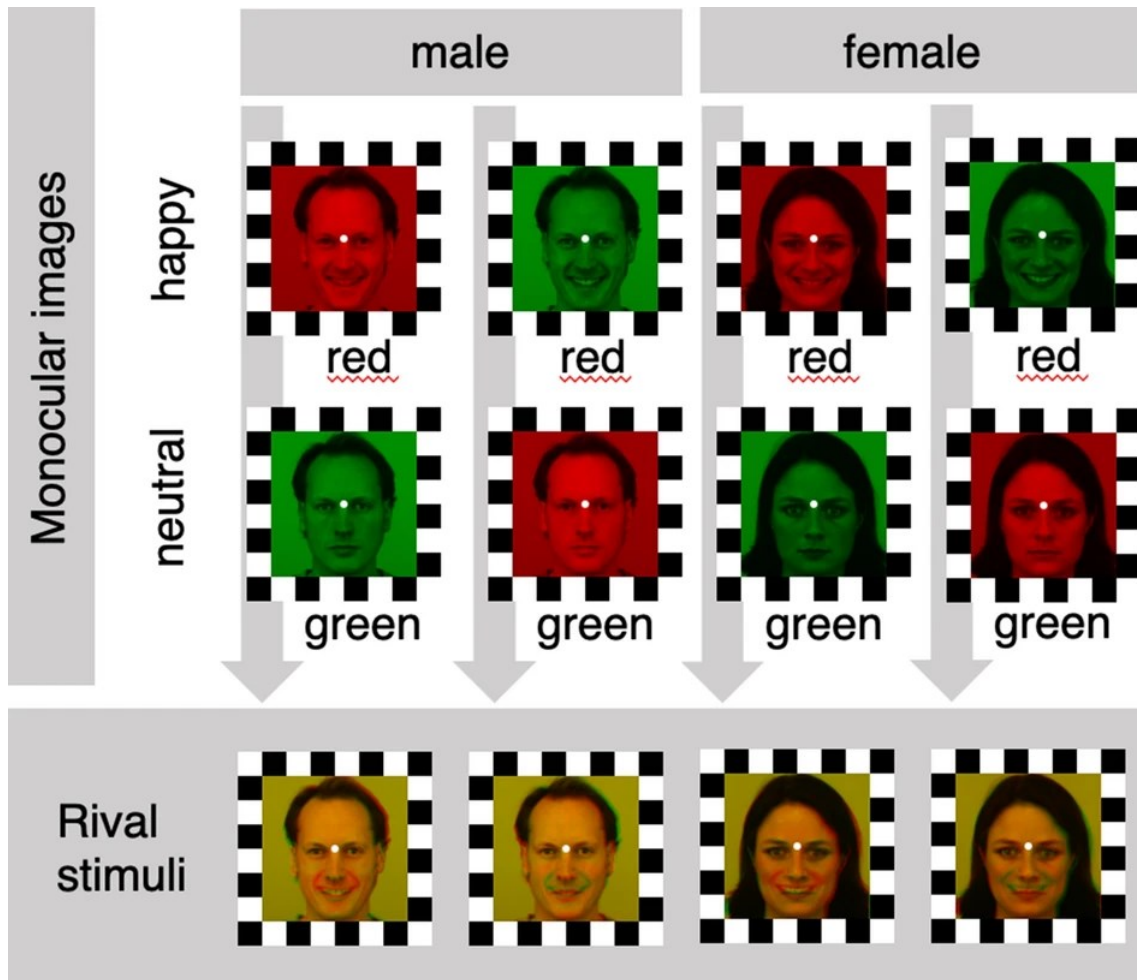 male
female
Monocular images
happy
red
red
red
red
neutral
green
green
green
green
Rival
stimuli